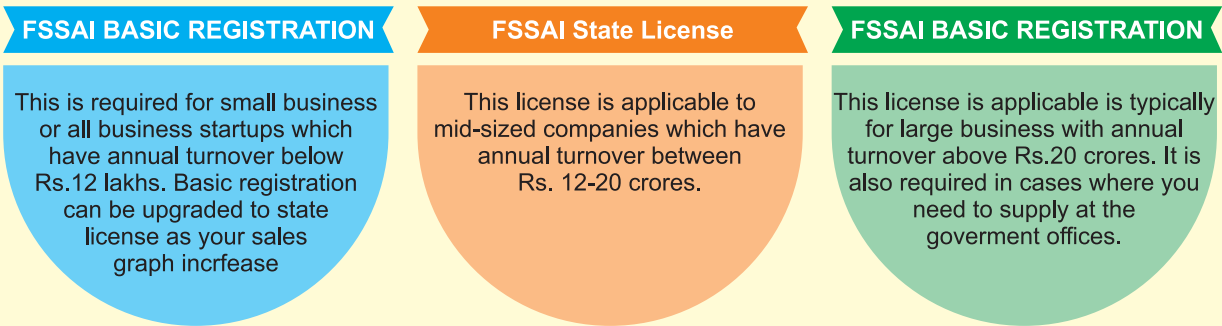 FSSAI BASIC REGISTRATION
This is required for small business
or all business startups which
have annual turnover below
Rs.12 lakhs. Basic registration
can be upgraded to state
license as your sales
graph incrfease
FSSAI State License
This license is applicable to
mid-sized companies which have
annual turnover between
Rs. 12-20 crores.
FSSAI BASIC REGISTRATION
This license is applicable is typically
for large business with annual
turnover above Rs.20 crores. It is
also required in cases where you
need to supply at the
goverment offices.